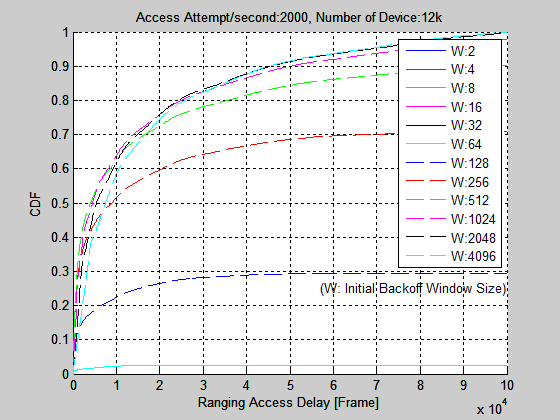 Access Attempt/second:2000, Number of Device:12k
1
0.9
0.8
0.7
0.6
0.5
0.4
0.3
0.2
0.1
0
CDF
W:2
W:4
W:8
W:16
W:32
W:64
W:128
W:256
W:512
W:1024
W:2048
W:4096
(W: Initial Backoff Window Size)
0 1 2 3 4 5 6 7 8 9 10
Ranging Access Delay [Frame]
x 10^4